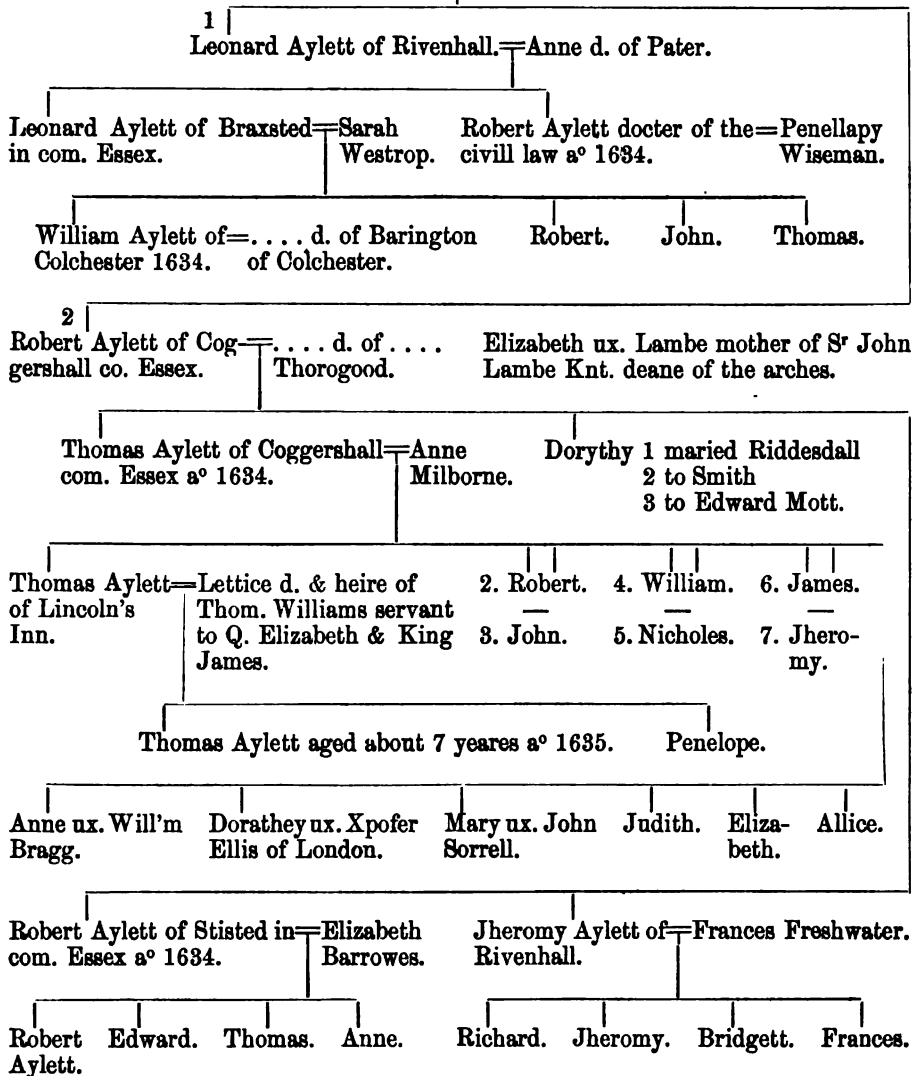 1
Leonard Aylett of Rivenhall.=Anne d. of Pater.
Leonard Aylett of Braxsted=Sarah Robert Aylett docter of the=Penellapy
in com. Essex. Westrop. civill law aº 1634. Wiseman.
William Aylett of=. . . . d. of Barington Robert. John. Thomas.
Colchester 1634. of Colchester.
2
Robert Aylett of Cog-=. . . . d. of . . . . Elizabeth ux. Lambe mother of Sʳ John
gershall co. Essex. Thorogood. Lambe Knt. deane of the arches.
Thomas Aylett of Coggershall=Anne Dorythy 1 maried Riddesdall
com. Essex aº 1634. Milborne. 2 to Smith
3 to Edward Mott.
Thomas Aylett=Lettice d. & heire of 2. Robert. 4. William. 6. James.
of Lincoln's Thom. Williams servant — — —
Inn. to Q. Elizabeth & King 3. John. 5. Nicholes. 7. Jhero-
James. my.
Thomas Aylett aged about 7 yeares aº 1635. Penelope.
Anne ux. Will'm Dorathey ux. Xpofer Mary ux. John Judith. Eliza- Allice.
Bragg. Ellis of London. Sorrell. beth.
Robert Aylett of Stisted in=Elizabeth Jheromy Aylett of=Frances Freshwater.
com. Essex aº 1634. Barrowes. Rivenhall.
Robert Edward. Thomas. Anne. Richard. Jheromy. Bridgett. Frances.
Aylett.